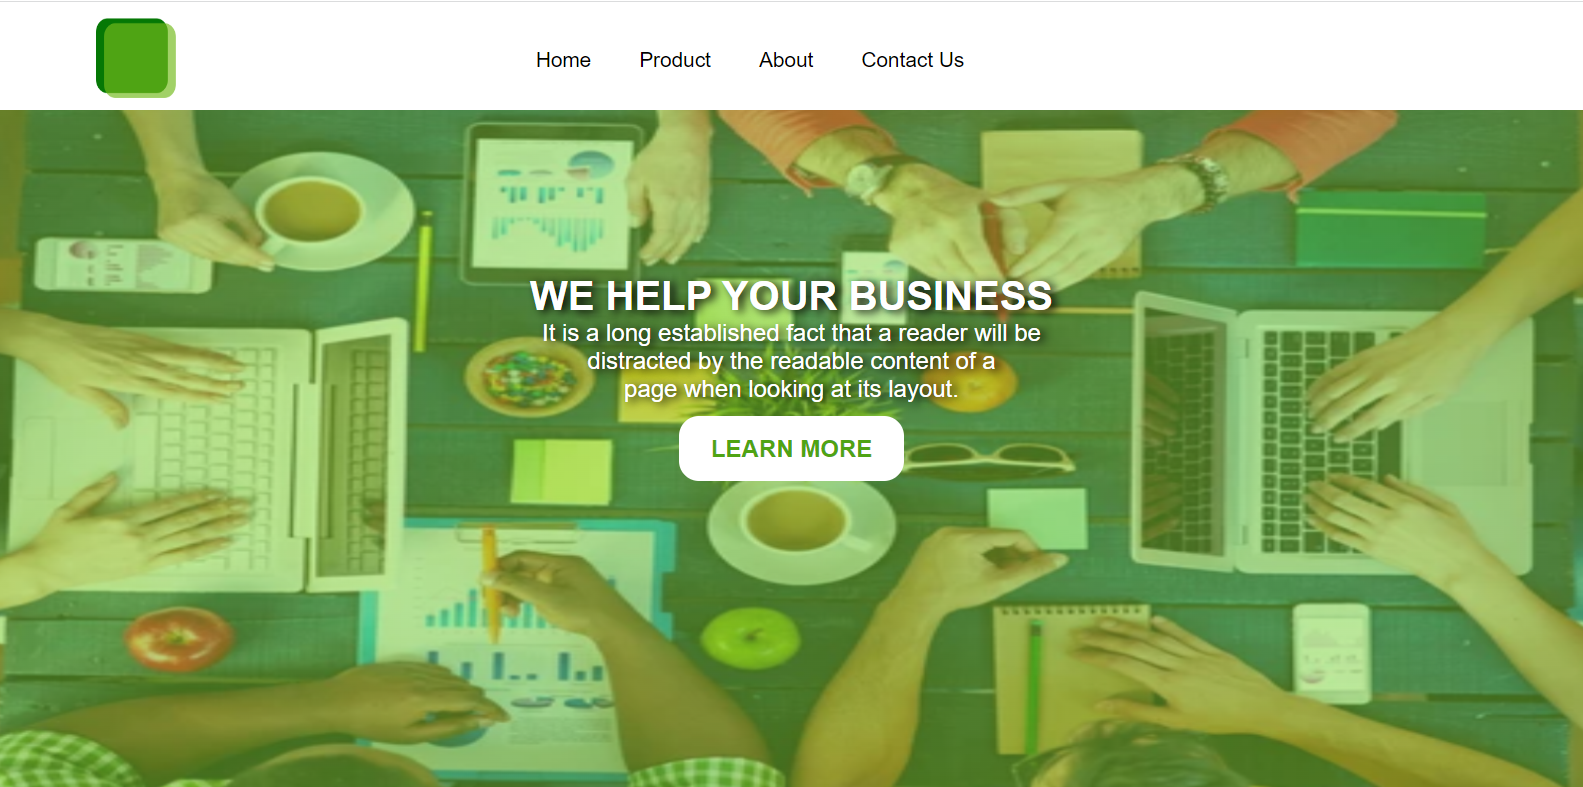 Home Product About Contact Us
WE HELP YOUR BUSINESS
It is a long established fact that a reader will be
distracted by the readable content of a
page when looking at its layout.
LEARN MORE